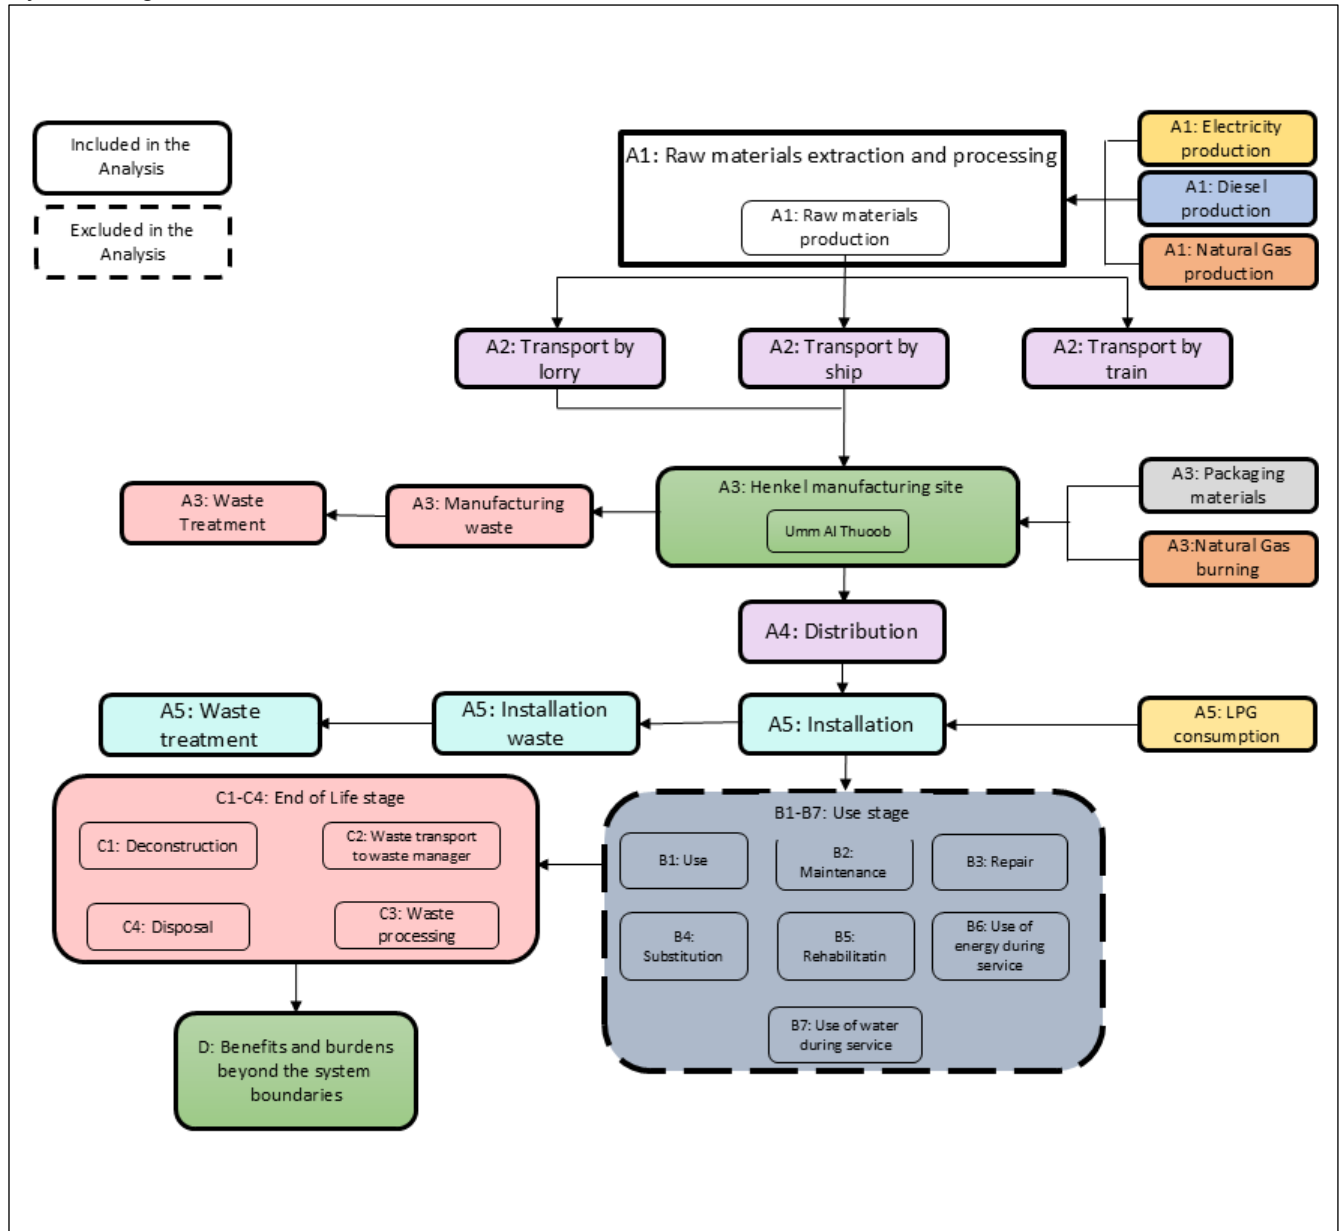 Included in the
Analysis
Excluded in the
Analysis
A1: Raw materials extraction and processing
A1: Raw materials
production
A1: Electricity
production
A1: Diesel
production
A1: Natural Gas
production
A2: Transport by
lorry
A2: Transport by
ship
A2: Transport by
train
A3: Waste
Treatment
A3: Manufacturing
waste
A3: Henkel manufacturing site
Umm Al Thuoob
A3: Packaging
materials
A3:Natural Gas
burning
A4: Distribution
A5: Waste
treatment
A5: Installation
waste
A5: Installation
A5: LPG
consumption
C1-C4: End of Life stage
C1: Deconstruction
C2: Waste transport
to waste manager
C4: Disposal
C3: Waste
processing
B1-B7: Use stage
B1: Use
B2:
Maintenance
B3: Repair
B4:
Substitution
B5:
Rehabilitatin
B6: Use of
energy during
service
B7: Use of water
during service
D: Benefits and burdens
beyond the system
boundaries